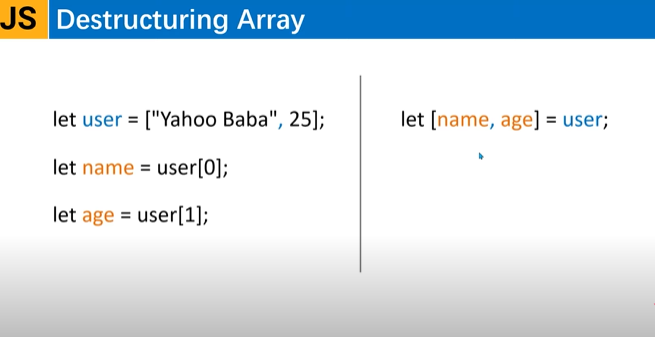 JS Destructuring Array
let user = ["Yahoo Baba", 25];
let name = user[0];
let age = user[1];
let [name, age] = user;